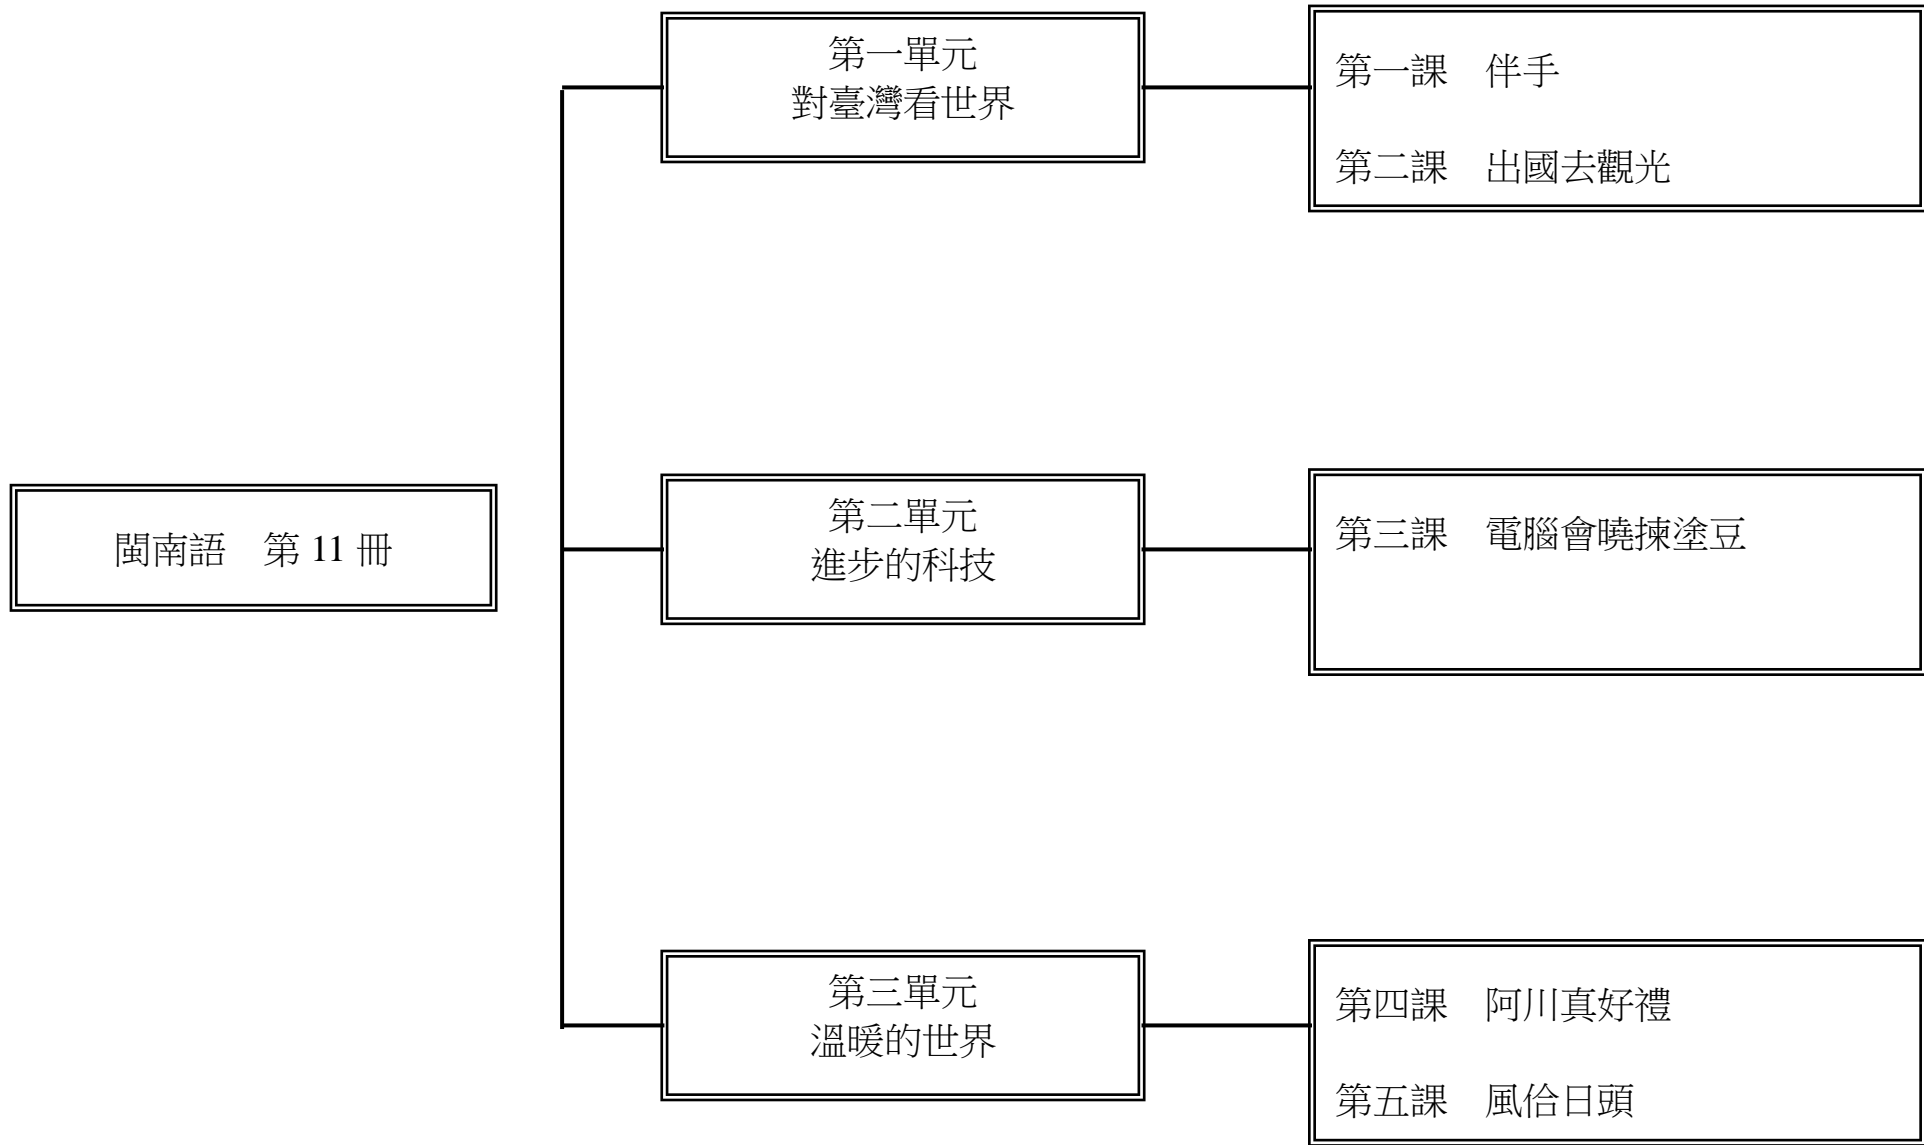 閩南語　第 11 冊
第一單元
對臺灣看世界
第一課　伴手
第二課　出國去觀光
第二單元
進步的科技
第三課　電腦會曉揀塗豆
第三單元
溫暖的世界
第四課　阿川真好禮
第五課　風佮日頭